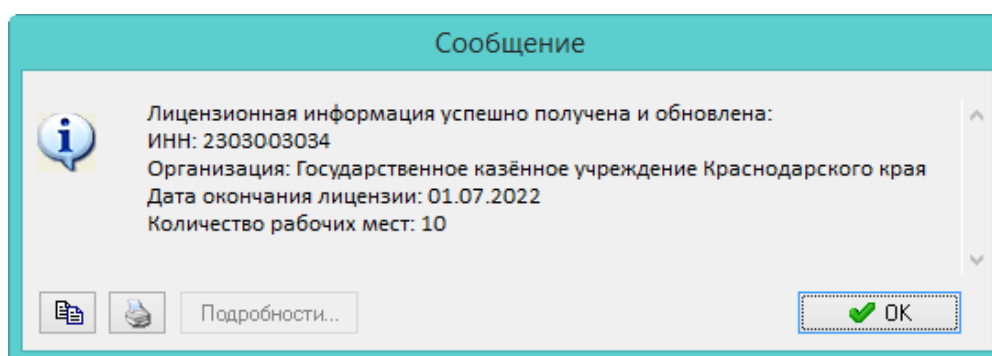 Сообщение
Лицензионная информация успешно получена и обновлена:
ИНН: 2303003034
Организация: Государственное казённое учреждение Краснодарского края
Дата окончания лицензии: 01.07.2022
Количество рабочих мест: 10
Подробности...
OK